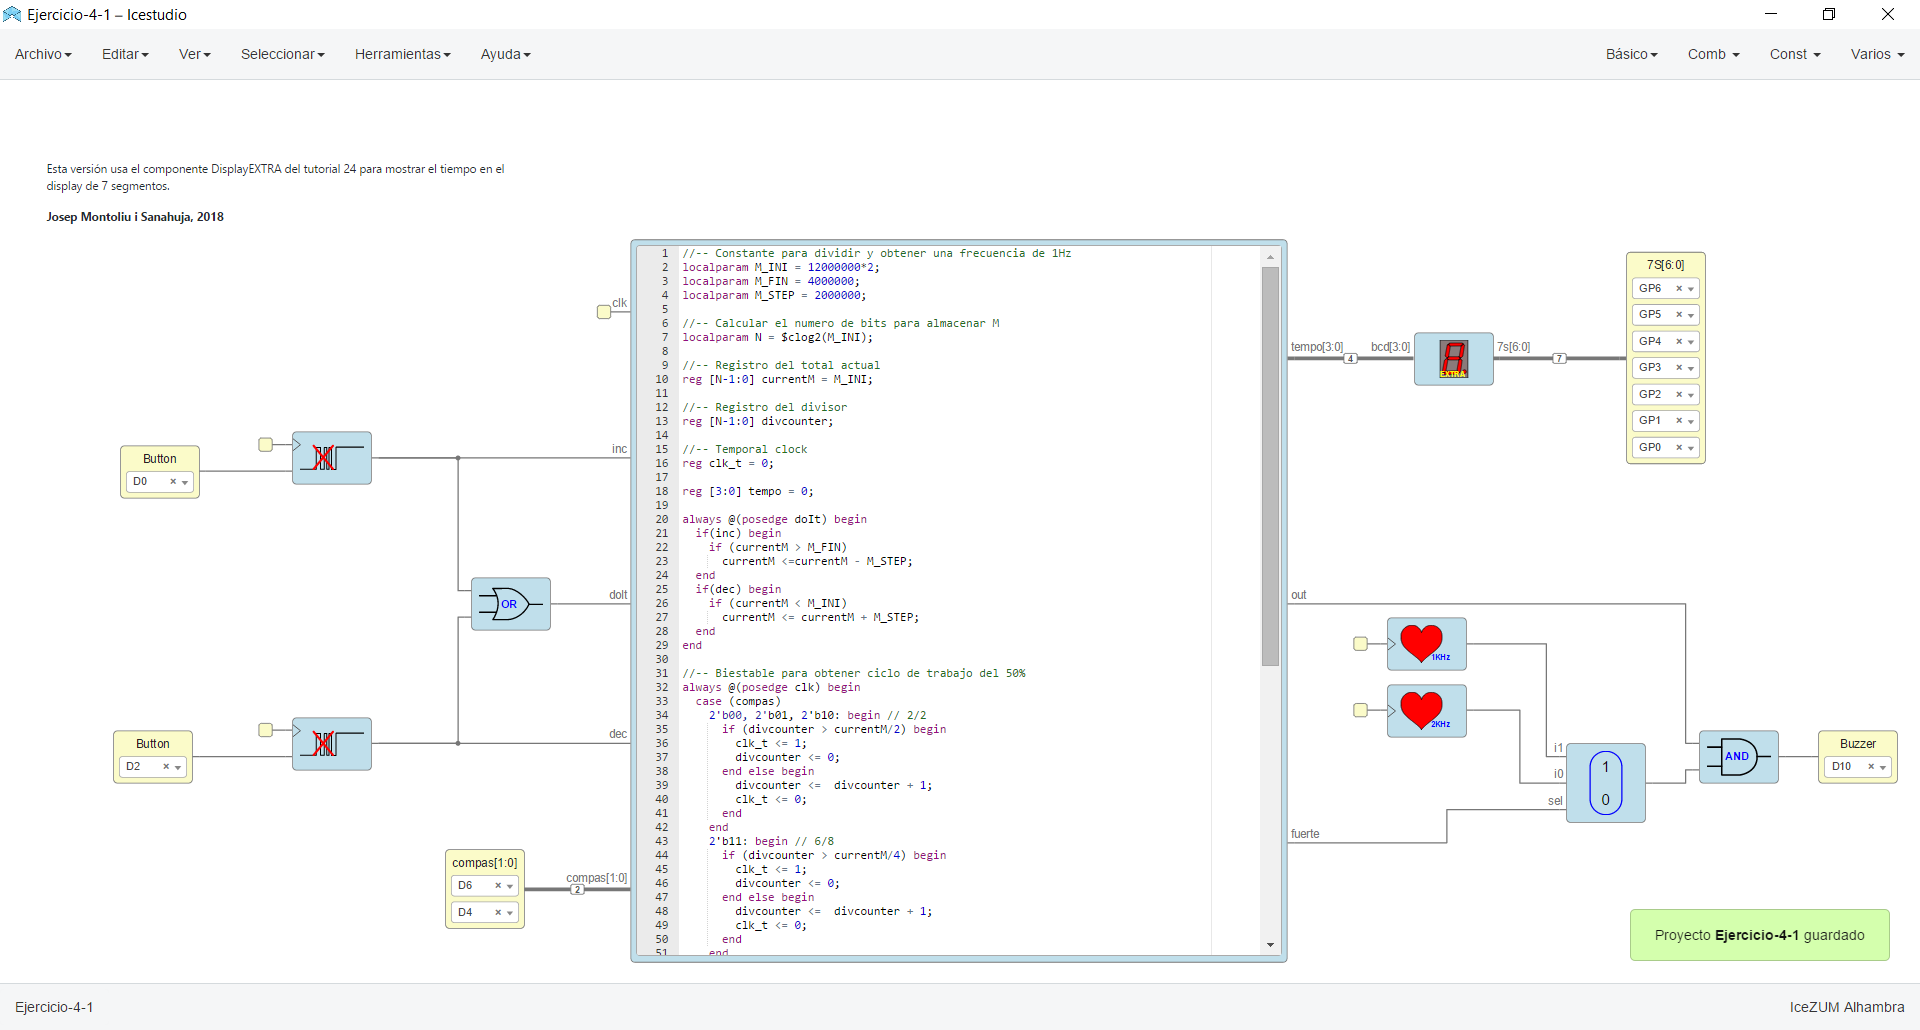 Ejercicio-4-1 – Icestudio
Archivo Editar Ver Seleccionar Herramientas Ayuda Básico Comb Const Varios
Esta versión usa el componente DisplayEXTRA del tutorial 24 para mostrar el tiempo en el
display de 7 segmentos.
Josep Montoliu i Sanahuja, 2018
1 //-- Constante para dividir y obtener una frecuencia de 1Hz
2 localparam M_INI = 12000000*2;
3 localparam M_FIN = 4000000;
4 localparam M_STEP = 2000000;
5
6 //-- Calcular el numero de bits para almacenar M
7 localparam N = $clog2(M_INI);
8
9 //-- Registro del total actual
10 reg [N-1:0] currentM = M_INI;
11
12 //-- Registro del divisor
13 reg [N-1:0] divcounter;
14
15 //-- Temporal clock
16 reg clk_t = 0;
17
18 reg [3:0] tempo = 0;
19
20 always @(posedge doIt) begin
21 if(inc) begin
22 if (currentM > M_FIN)
23 currentM <=currentM - M_STEP;
24 end
25 if(dec) begin
26 if (currentM < M_INI)
27 currentM <= currentM + M_STEP;
28 end
29 end
30
31 //-- Biestable para obtener ciclo de trabajo del 50%
32 always @(posedge clk) begin
33 case (compas)
34 2'b00, 2'b01, 2'b10: begin // 2/2
35 if (divcounter > currentM/2) begin
36 clk_t <= 1;
37 divcounter <= 0;
38 end else begin
39 divcounter <= divcounter + 1;
40 clk_t <= 0;
41 end
42 end
43 2'b11: begin // 6/8
44 if (divcounter > currentM/4) begin
45 clk_t <= 1;
46 divcounter <= 0;
47 end else begin
48 divcounter <= divcounter + 1;
49 clk_t <= 0;
50 end
51 end
clk
inc
doIt
dec
compas[1:0]
2
Button
D0
OR
Button
D2
compas[1:0]
D6
D4
tempo[3:0]
4
bcd[3:0]
EXTRA
7s[6:0]
7
7S[6:0]
GP6
GP5
GP4
GP3
GP2
GP1
GP0
out
1KHz
2KHz
i1
i0
sel
1
0
fuerte
AND
Buzzer
D10
Proyecto Ejercicio-4-1 guardado
Ejercicio-4-1
IceZUM Alhambra